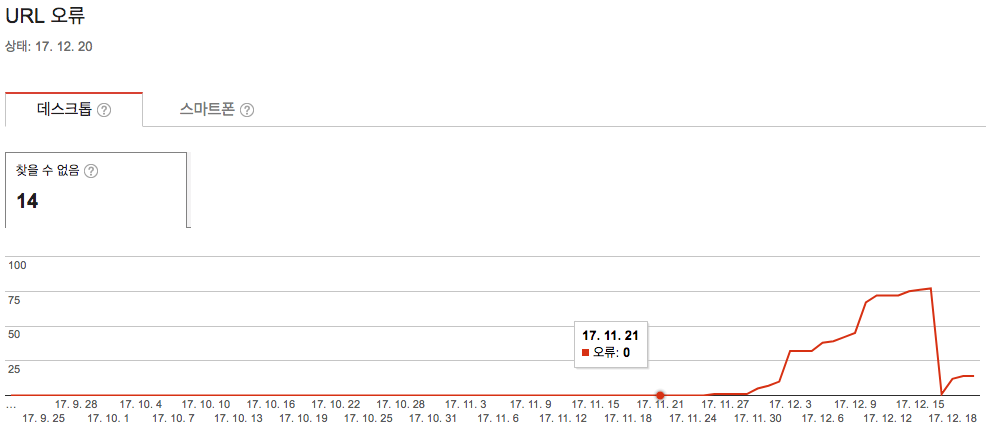 URL 오류
상태: 17. 12. 20
데스크톱 ? 스마트폰 ?
찾을 수 없음 ?
14
100
75
50
25
17. 11. 21
오류: 0
... 17. 9. 28 17. 10. 4 17. 10. 10 17. 10. 16 17. 10. 22 17. 10. 28 17. 11. 3 17. 11. 9 17. 11. 15 17. 11. 21 17. 11. 27 17. 12. 3 17. 12. 9 17. 12. 15
17. 9. 25 17. 10. 1 17. 10. 7 17. 10. 13 17. 10. 19 17. 10. 25 17. 10. 31 17. 11. 6 17. 11. 12 17. 11. 18 17. 11. 24 17. 11. 30 17. 12. 6 17. 12. 12 17. 12. 18